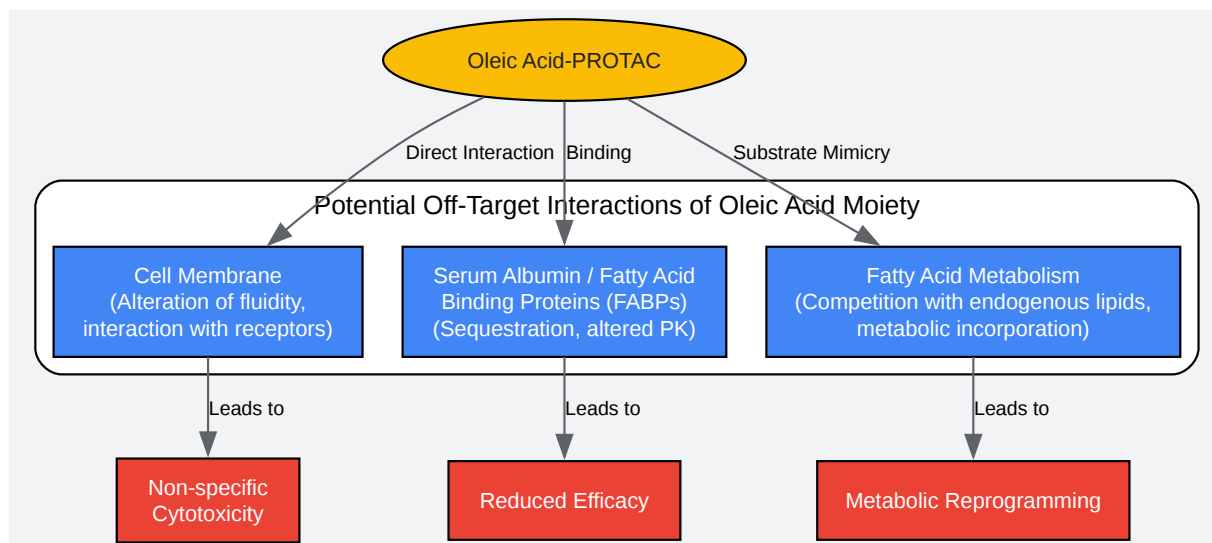 Oleic Acid-PROTAC
Direct Interaction
Binding
Substrate Mimicry
Potential Off-Target Interactions of Oleic Acid Moiety
Cell Membrane
(Alteration of fluidity,
interaction with receptors)
Serum Albumin / Fatty Acid
Binding Proteins (FABPs)
(Sequestration, altered PK)
Fatty Acid Metabolism
(Competition with endogenous lipids,
metabolic incorporation)
Leads to
Leads to
Leads to
Non-specific
Cytotoxicity
Reduced Efficacy
Metabolic Reprogramming